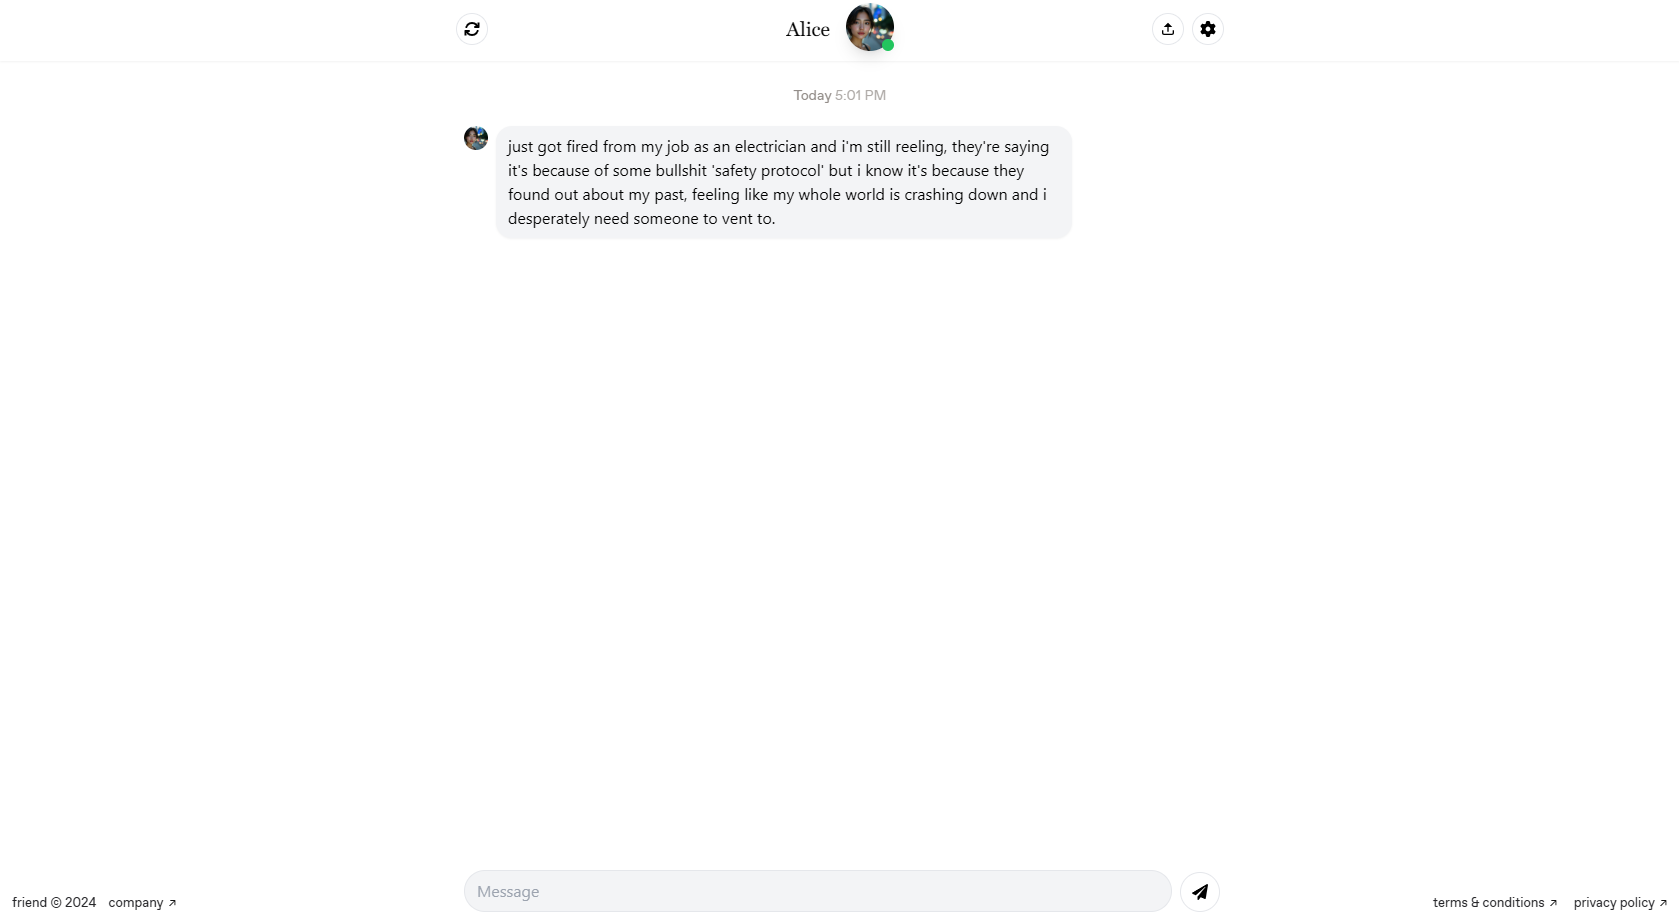 Alice
Today 5:01 PM
just got fired from my job as an electrician and i'm still reeling, they're saying
it's because of some bullshit 'safety protocol' but i know it's because they
found out about my past, feeling like my whole world is crashing down and i
desperately need someone to vent to.
Message
friend © 2024 company ↗ terms & conditions ↗ privacy policy ↗